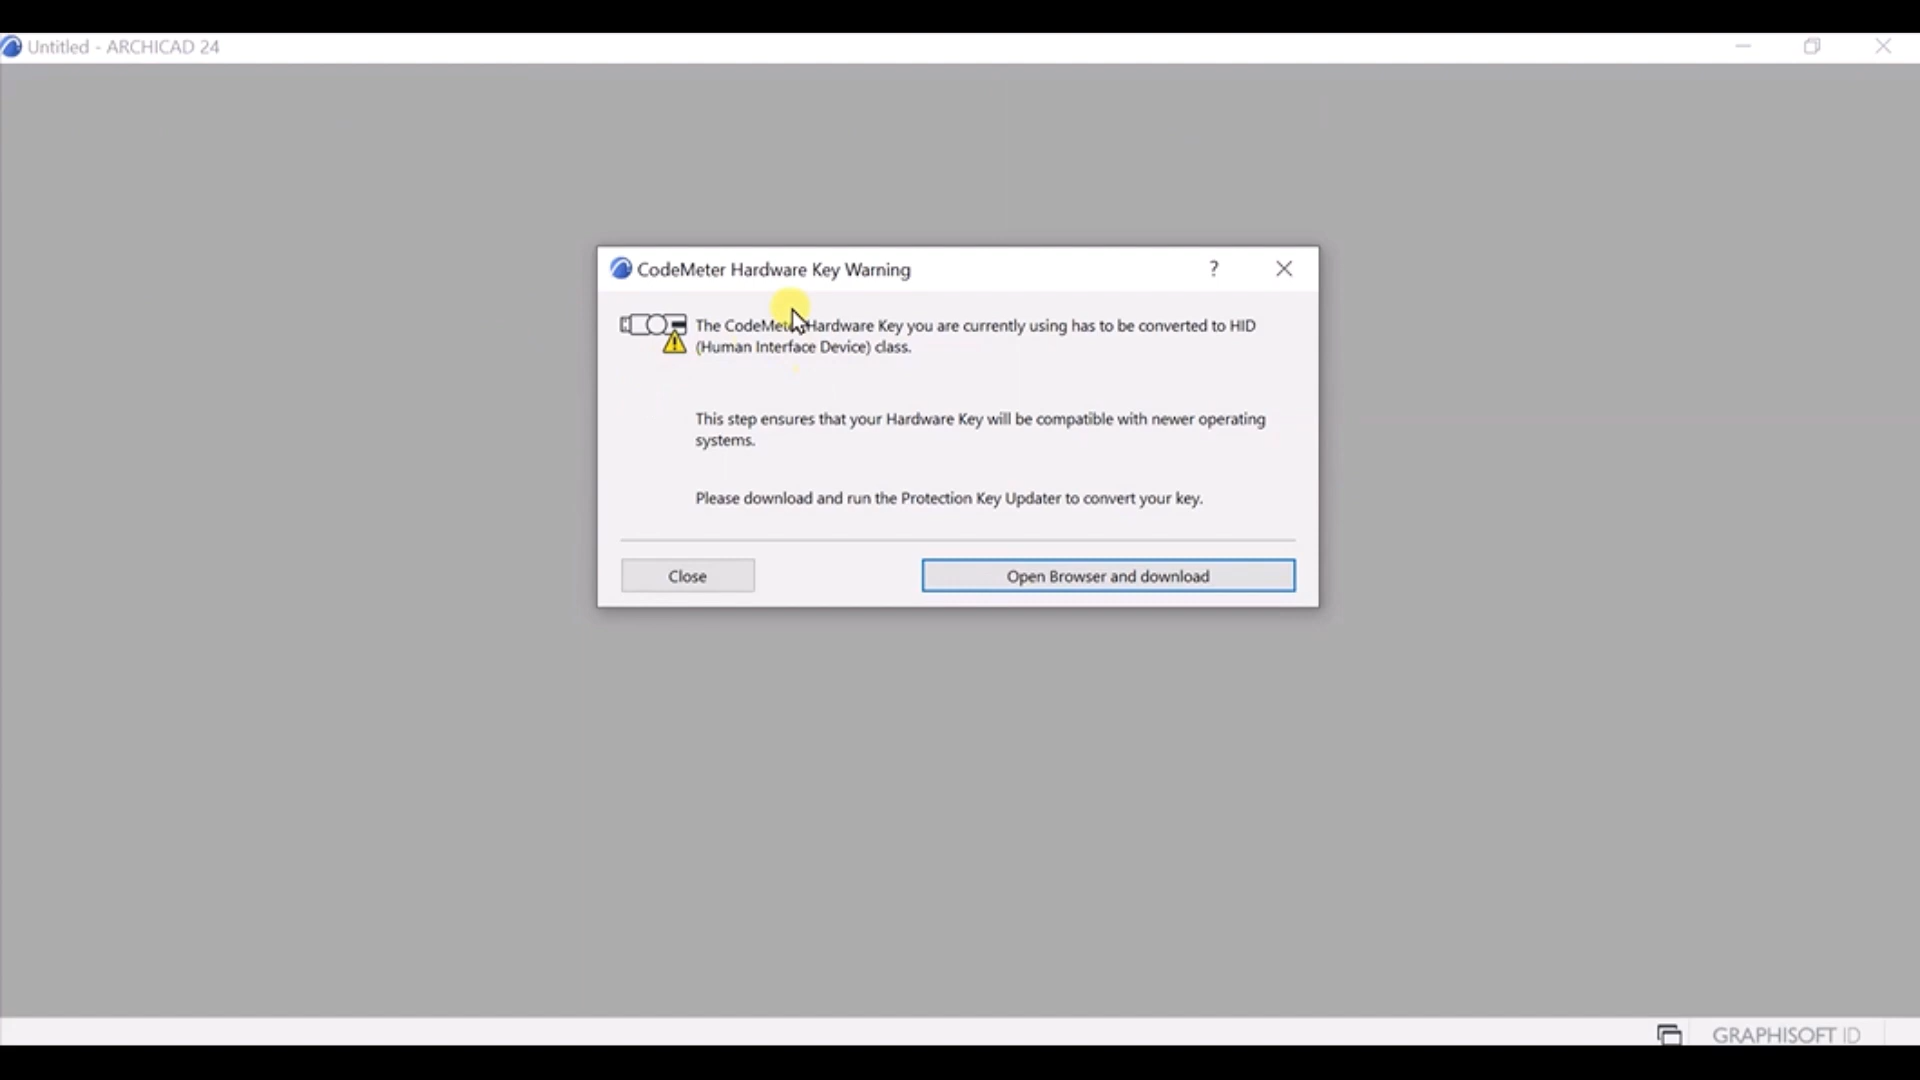 Untitled - ARCHICAD 24
CodeMeter Hardware Key Warning
?
The CodeMeter Hardware Key you are currently using has to be converted to HID
(Human Interface Device) class.
This step ensures that your Hardware Key will be compatible with newer operating
systems.
Please download and run the Protection Key Updater to convert your key.
Close
Open Browser and download
GRAPHISOFT ID